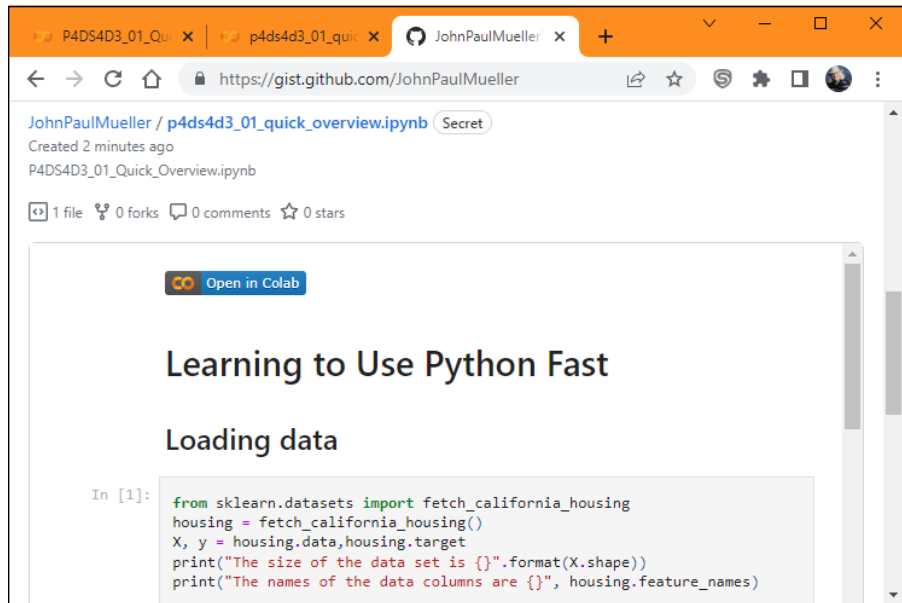 P4DS4D3_01_Qui
p4ds4d3_01_quic
JohnPaulMueller
https://gist.github.com/JohnPaulMueller
JohnPaulMueller / p4ds4d3_01_quick_overview.ipynb Secret
Created 2 minutes ago
P4DS4D3_01_Quick_Overview.ipynb
1 file 0 forks 0 comments 0 stars
CO Open in Colab
Learning to Use Python Fast
Loading data
In [1]:
from sklearn.datasets import fetch_california_housing
housing = fetch_california_housing()
X, y = housing.data,housing.target
print("The size of the data set is {}".format(X.shape))
print("The names of the data columns are {}", housing.feature_names)